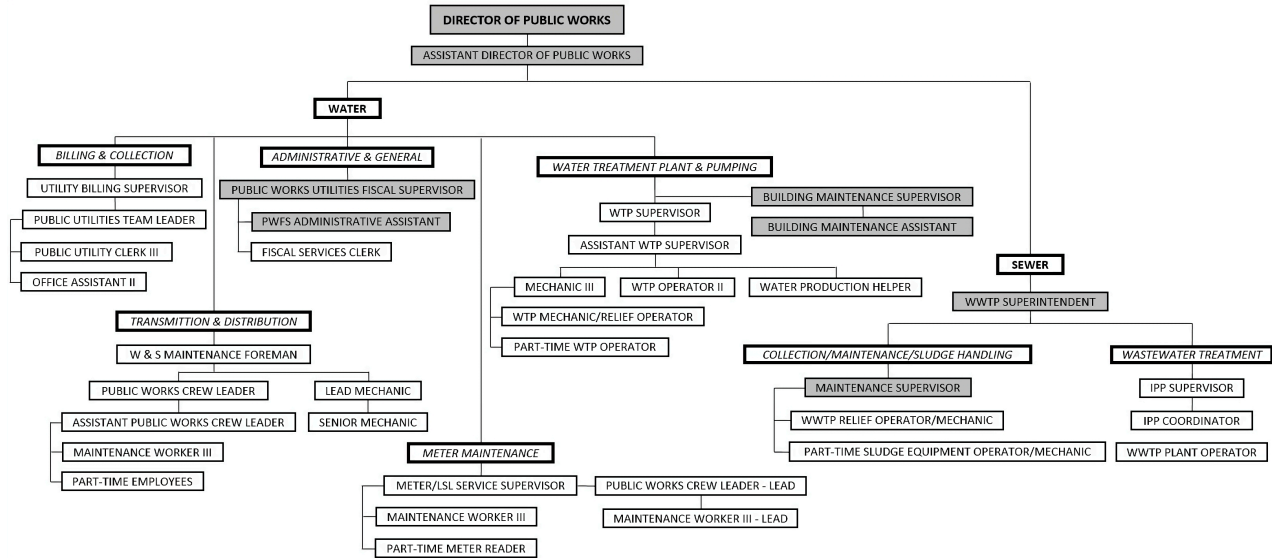 DIRECTOR OF PUBLIC WORKS
ASSISTANT DIRECTOR OF PUBLIC WORKS
WATER
BILLING & COLLECTION
UTILITY BILLING SUPERVISOR
PUBLIC UTILITIES TEAM LEADER
PUBLIC UTILITY CLERK III
OFFICE ASSISTANT II
ADMINISTRATIVE & GENERAL
PUBLIC WORKS UTILITIES FISCAL SUPERVISOR
PWFS ADMINISTRATIVE ASSISTANT
FISCAL SERVICES CLERK
WATER TREATMENT PLANT & PUMPING
BUILDING MAINTENANCE SUPERVISOR
BUILDING MAINTENANCE ASSISTANT
WTP SUPERVISOR
ASSISTANT WTP SUPERVISOR
MECHANIC III
WTP OPERATOR II
WATER PRODUCTION HELPER
WTP MECHANIC/RELIEF OPERATOR
PART-TIME WTP OPERATOR
TRANSMITTION & DISTRIBUTION
W & S MAINTENANCE FOREMAN
PUBLIC WORKS CREW LEADER
LEAD MECHANIC
ASSISTANT PUBLIC WORKS CREW LEADER
SENIOR MECHANIC
MAINTENANCE WORKER III
PART-TIME EMPLOYEES
METER MAINTENANCE
METER/LSL SERVICE SUPERVISOR
PUBLIC WORKS CREW LEADER - LEAD
MAINTENANCE WORKER III
MAINTENANCE WORKER III - LEAD
PART-TIME METER READER
SEWER
WWTP SUPERINTENDENT
COLLECTION/MAINTENANCE/SLUDGE HANDLING
MAINTENANCE SUPERVISOR
WWTP RELIEF OPERATOR/MECHANIC
PART-TIME SLUDGE EQUIPMENT OPERATOR/MECHANIC
WASTEWATER TREATMENT
IPP SUPERVISOR
IPP COORDINATOR
WWTP PLANT OPERATOR